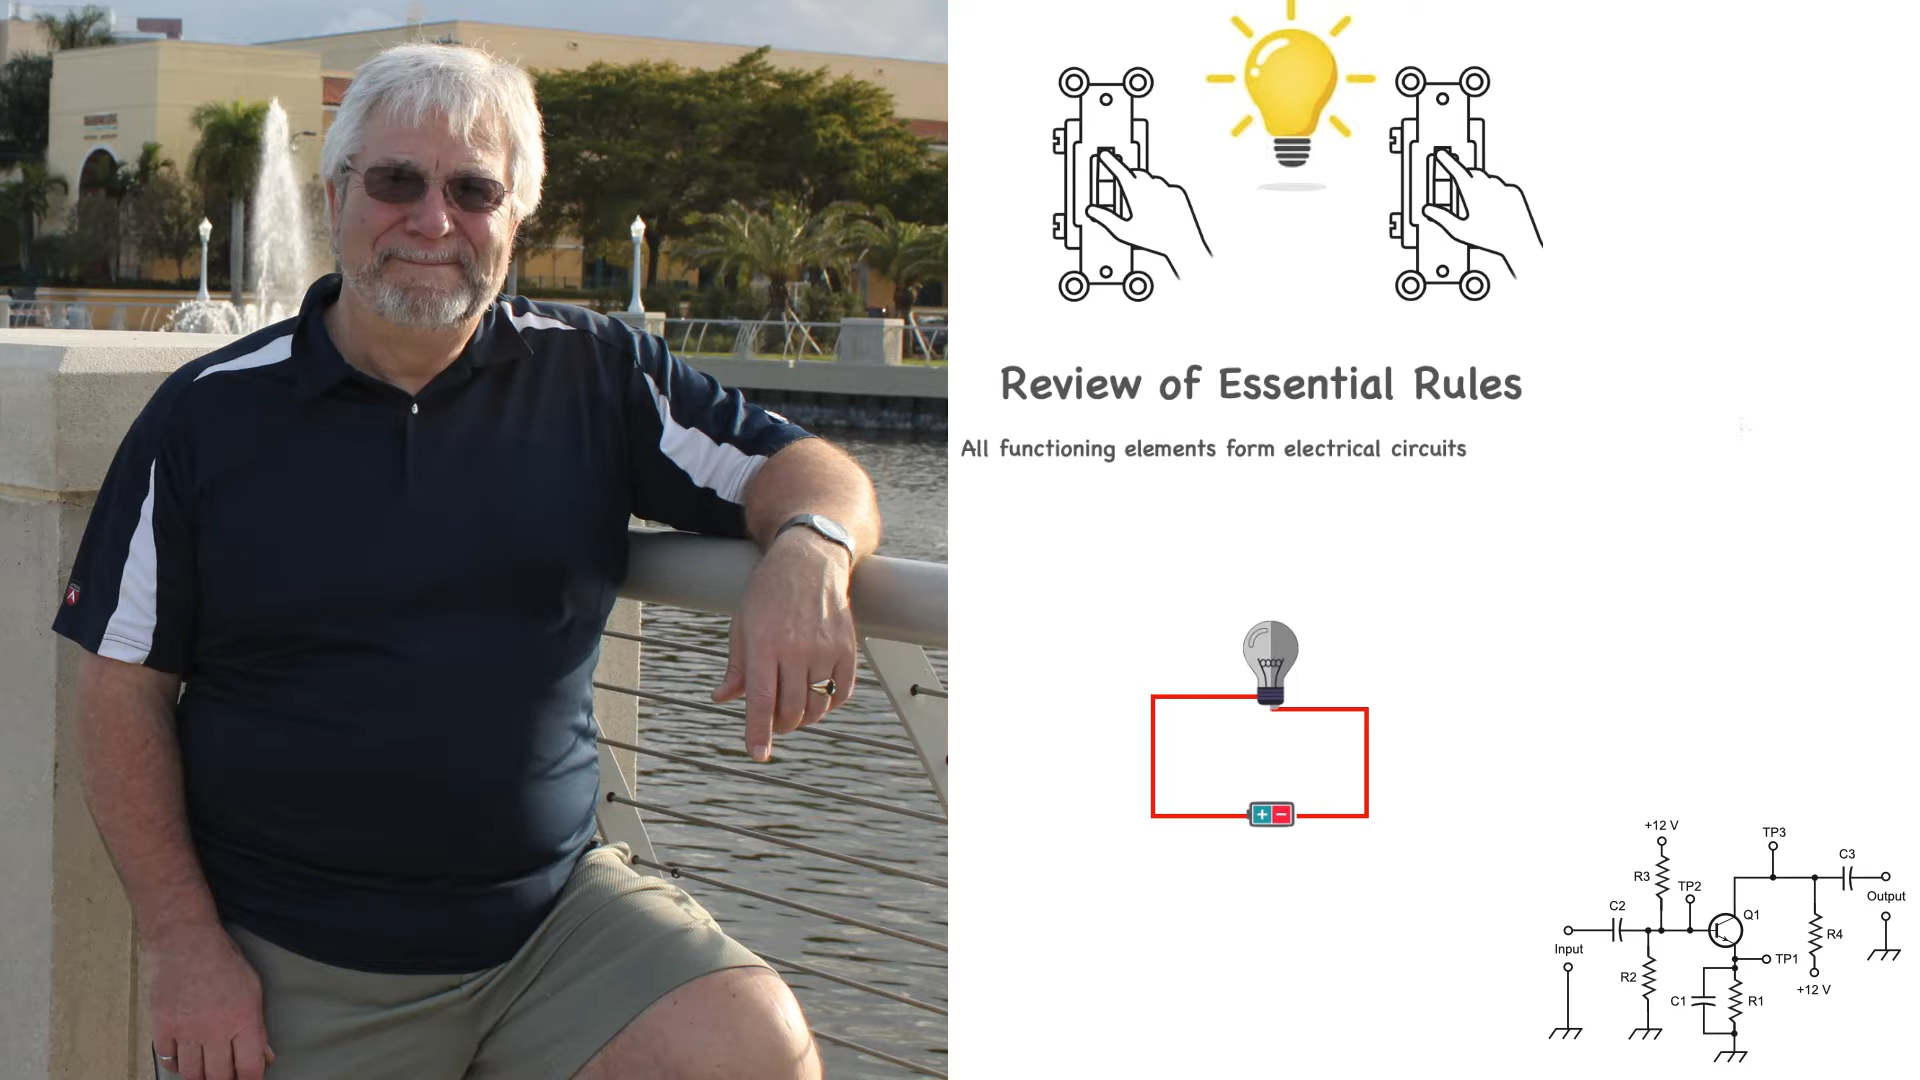 Review of Essential Rules
All functioning elements form electrical circuits
+ −
+12 V
TP3
C3
R3
TP2
Output
C2
Q1
R4
Input
TP1
R2
+12 V
C1
R1